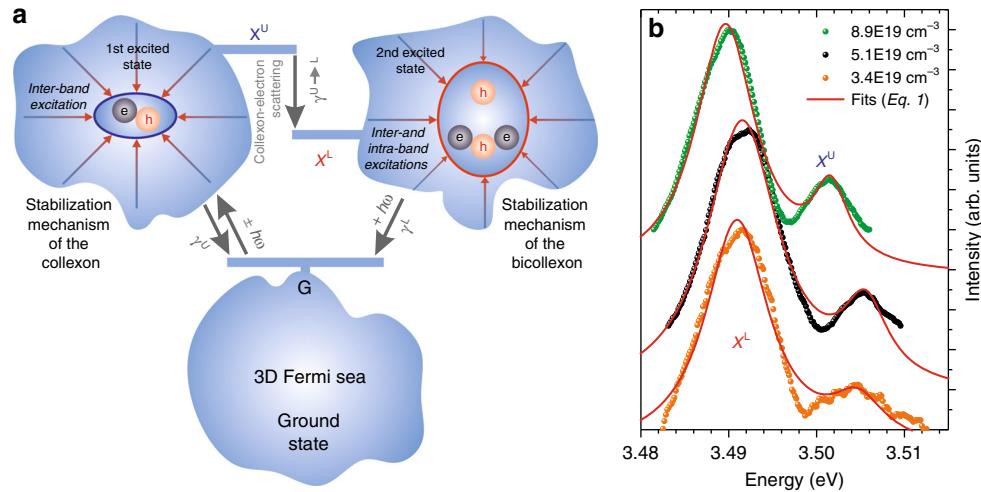 a
X^U
1st excited
state
Inter-band
excitation
e
h
Stabilization
mechanism
of the
collexon
Collexon-electron
scattering
γ^U→L
X^L
2nd excited
state
h
e
e
h
Inter-and
intra-band
excitations
Stabilization
mechanism of
bicollexon
γ^U
± ħω
+ ħω
γ^L
G
3D Fermi sea
Ground
state
b
8.9E19 cm⁻³
5.1E19 cm⁻³
3.4E19 cm⁻³
Fits (Eq. 1)
X^U
X^L
Intensity (arb. units)
3.48
3.49
3.50
3.51
Energy (eV)